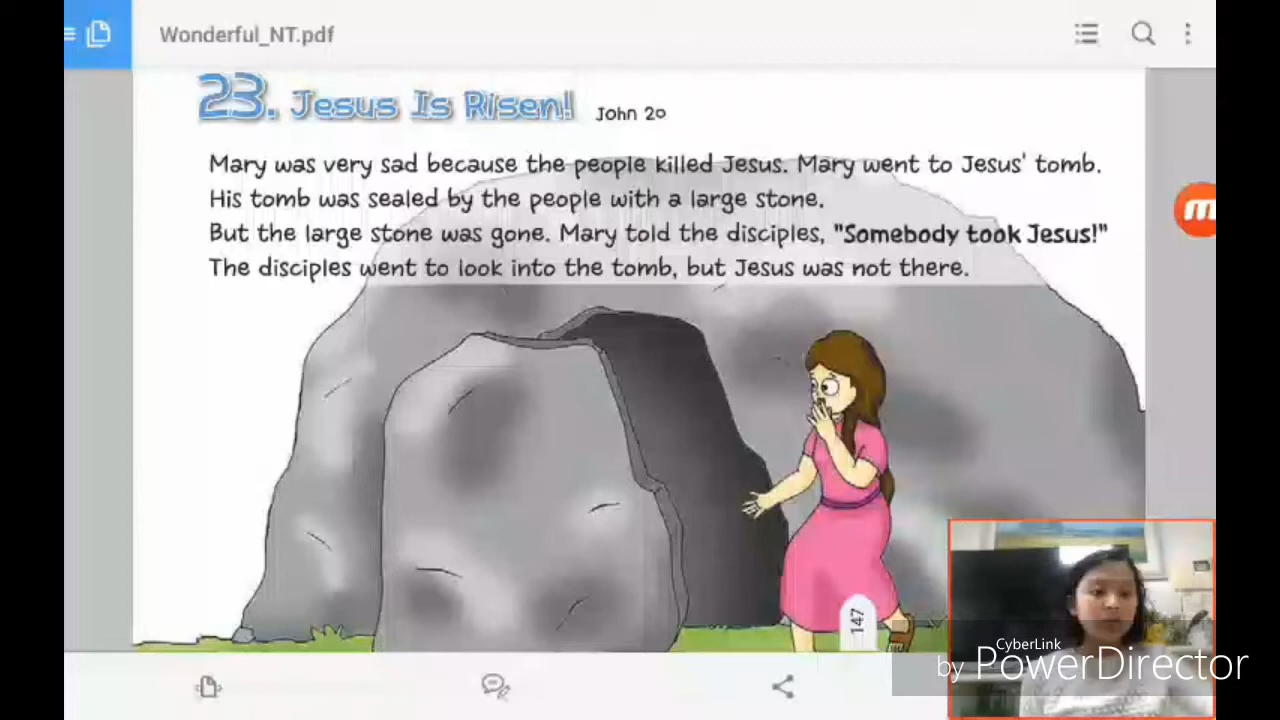 Wonderful_NT.pdf
23. Jesus Is Risen! John 20
Mary was very sad because the people killed Jesus. Mary went to Jesus' tomb.
His tomb was sealed by the people with a large stone.
But the large stone was gone. Mary told the disciples, "Somebody took Jesus!"
The disciples went to look into the tomb, but Jesus was not there.
147
CyberLink
by PowerDirector